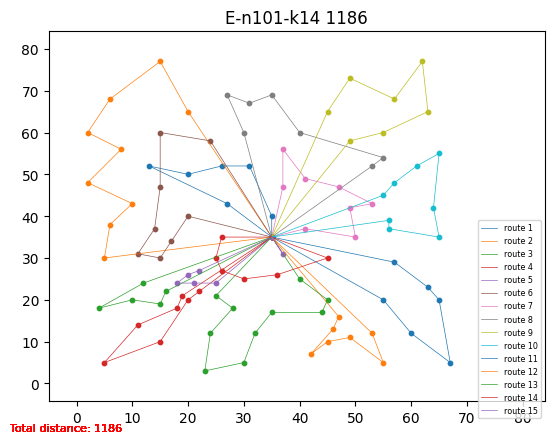 E-n101-k14 1186
80
70
60
50
40
30
20
10
0
0
10
20
30
40
50
60
70
80
route 1
route 2
route 3
route 4
route 5
route 6
route 7
route 8
route 9
route 10
route 11
route 12
route 13
route 14
route 15
Total distance: 1186